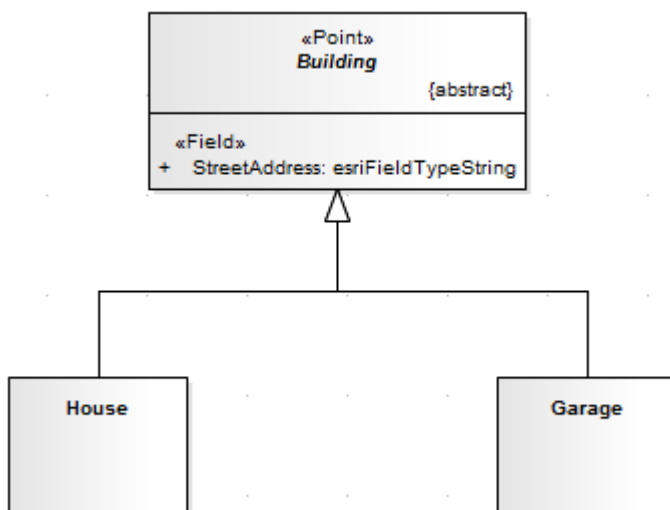 «Point»
Building
{abstract}
«Field»
+ StreetAddress: esriFieldTypeString
House
Garage